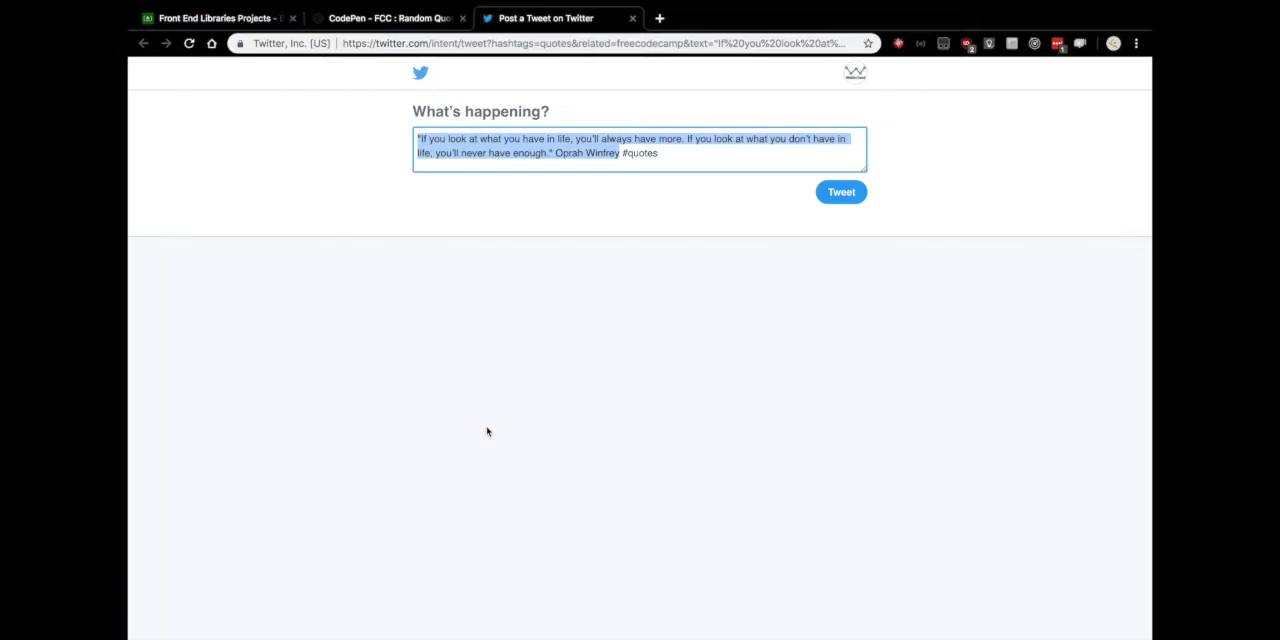 Front End Libraries Projects -
CodePen - FCC : Random Quo
Post a Tweet on Twitter
Twitter, Inc. [US]
https://twitter.com/intent/tweet?hashtags=quotes&related=freecodecamp&text="If%20you%20look%20at%...
2
1
What's happening?
"If you look at what you have in life, you'll always have more. If you look at what you don't have in
life, you'll never have enough." Oprah Winfrey #quotes
Tweet